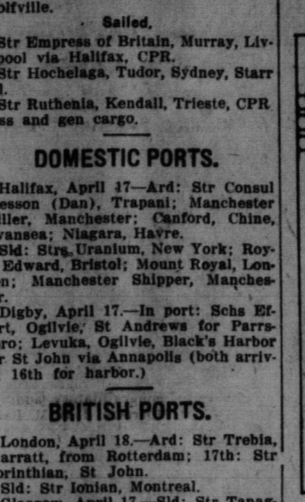 olfville.
Sailed.
Str Empress of Britain, Murray, Liv-
pool via Halifax, CPR.
Str Hochelaga, Tudor, Sydney, Starr
l.
Str Ruthenia, Kendall, Trieste, CPR
ss and gen cargo.
DOMESTIC PORTS.
Halifax, April 17—Ard: Str Consul
esson (Dan), Trapani; Manchester
iller, Manchester; Canford, Chine,
vansea; Niagara, Havre.
Sld: Strs, Uranium, New York; Roy-
Edward, Bristol; Mount Royal, Lon-
n; Manchester Shipper, Manches-
r.
Digby, April 17.—In port: Schs Ef-
rt, Ogilvie, St Andrews for Parrs-
ro; Levuka, Ogilvie, Black's Harbor
r St John via Annapolis (both arriv-
16th for harbor.)
BRITISH PORTS.
London, April 18.—Ard: Str Trebia,
arratt, from Rotterdam; 17th: Str
orinthian, St John.
Sld: Str Ionian, Montreal.
April 17—Sld: Str